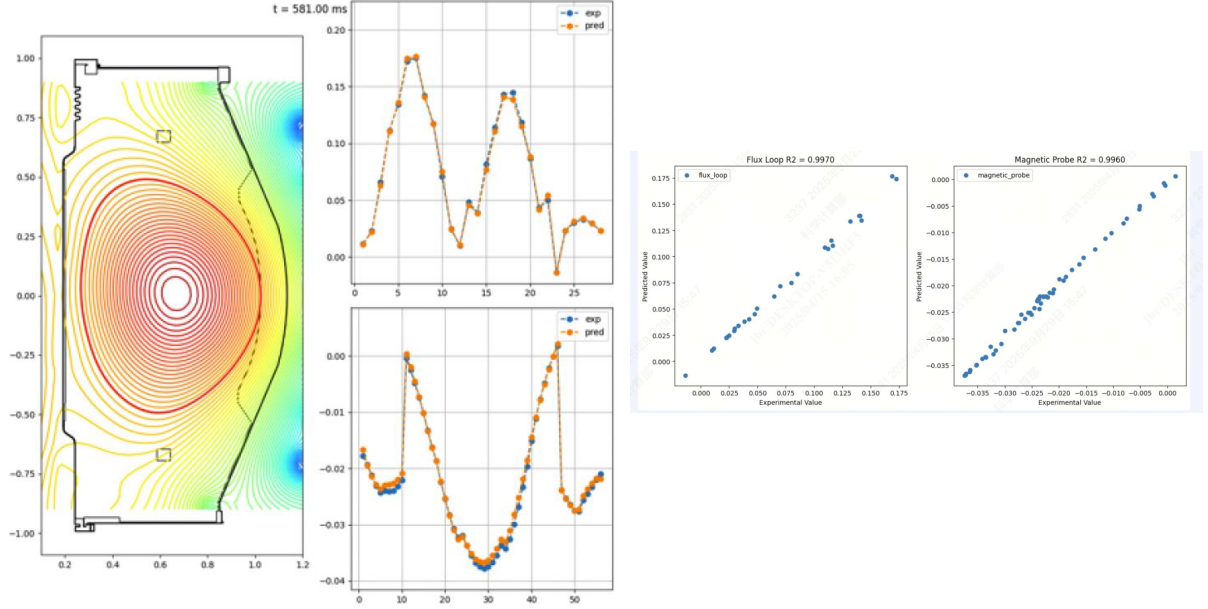 t = 581.00 ms
1.00
0.75
0.50
0.25
0.00
−0.25
−0.50
−0.75
−1.00
0.2 0.4 0.6 0.8 1.0 1.2
exp
pred
0.20
0.15
0.10
0.05
0.00
0 5 10 15 20 25
exp
pred
0.00
−0.01
−0.02
−0.03
−0.04
0 10 20 30 40 50
Flux Loop R2 = 0.9970
flux_loop
Predicted Value
0.175
0.150
0.125
0.100
0.075
0.050
0.025
0.000
0.000 0.025 0.050 0.075 0.100 0.125 0.150 0.175
Experimental Value
Magnetic Probe R2 = 0.9960
magnetic_probe
Predicted Value
0.000
−0.005
−0.010
−0.015
−0.020
−0.025
−0.030
−0.035
−0.035 −0.030 −0.025 −0.020 −0.015 −0.010 −0.005 0.000
Experimental Value